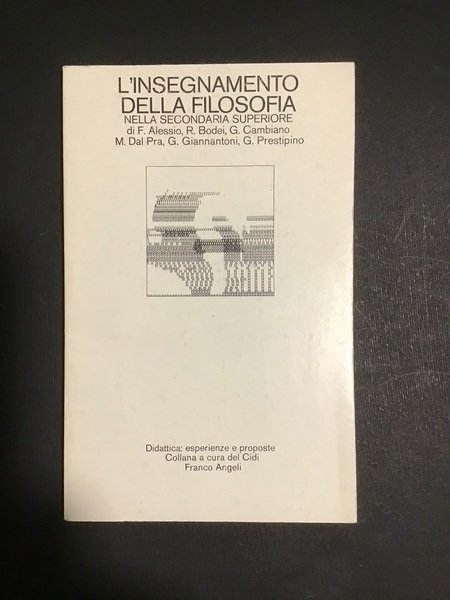 L'INSEGNAMENTO
DELLA FILOSOFIA
NELLA SECONDARIA SUPERIORE
di F. Alessio, R. Bodei, G. Cambiano
M. Dal Pra, G. Giannantoni, G. Prestipino
Didattica: esperienze e proposte
Collana a cura del Cidi
Franco Angeli